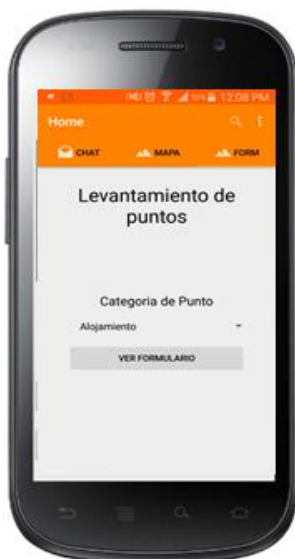 12:08 PM
Home
CHAT MAPA FORM
Levantamiento de
puntos
Categoria de Punto
Alojamiento
VER FORMULARIO